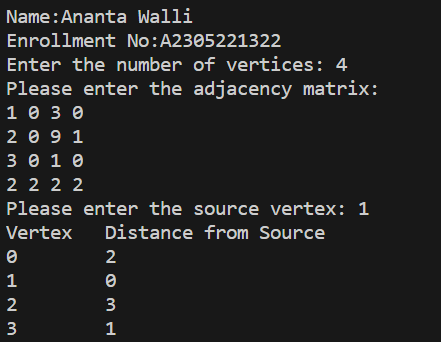 Name:Ananta Walli
Enrollment No:A2305221322
Enter the number of vertices: 4
Please enter the adjacency matrix:
1 0 3 0
2 0 9 1
3 0 1 0
2 2 2 2
Please enter the source vertex: 1
Vertex   Distance from Source
0        2
1        0
2        3
3        1